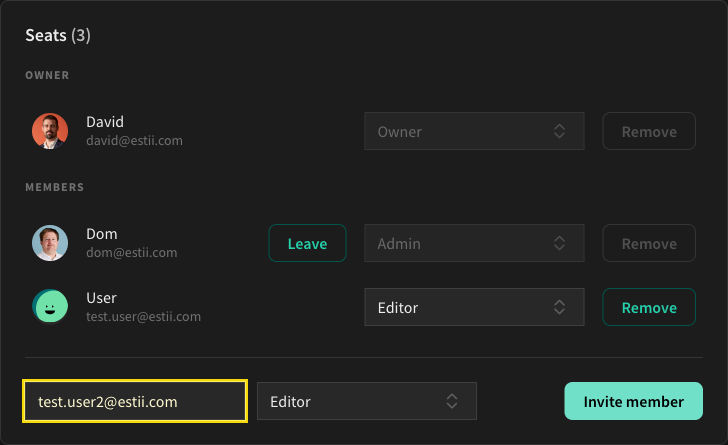 Seats (3)
OWNER
David
david@estii.com
Owner
Remove
MEMBERS
Dom
dom@estii.com
Leave
Admin
Remove
User
test.user@estii.com
Editor
Remove
test.user2@estii.com
Editor
Invite member